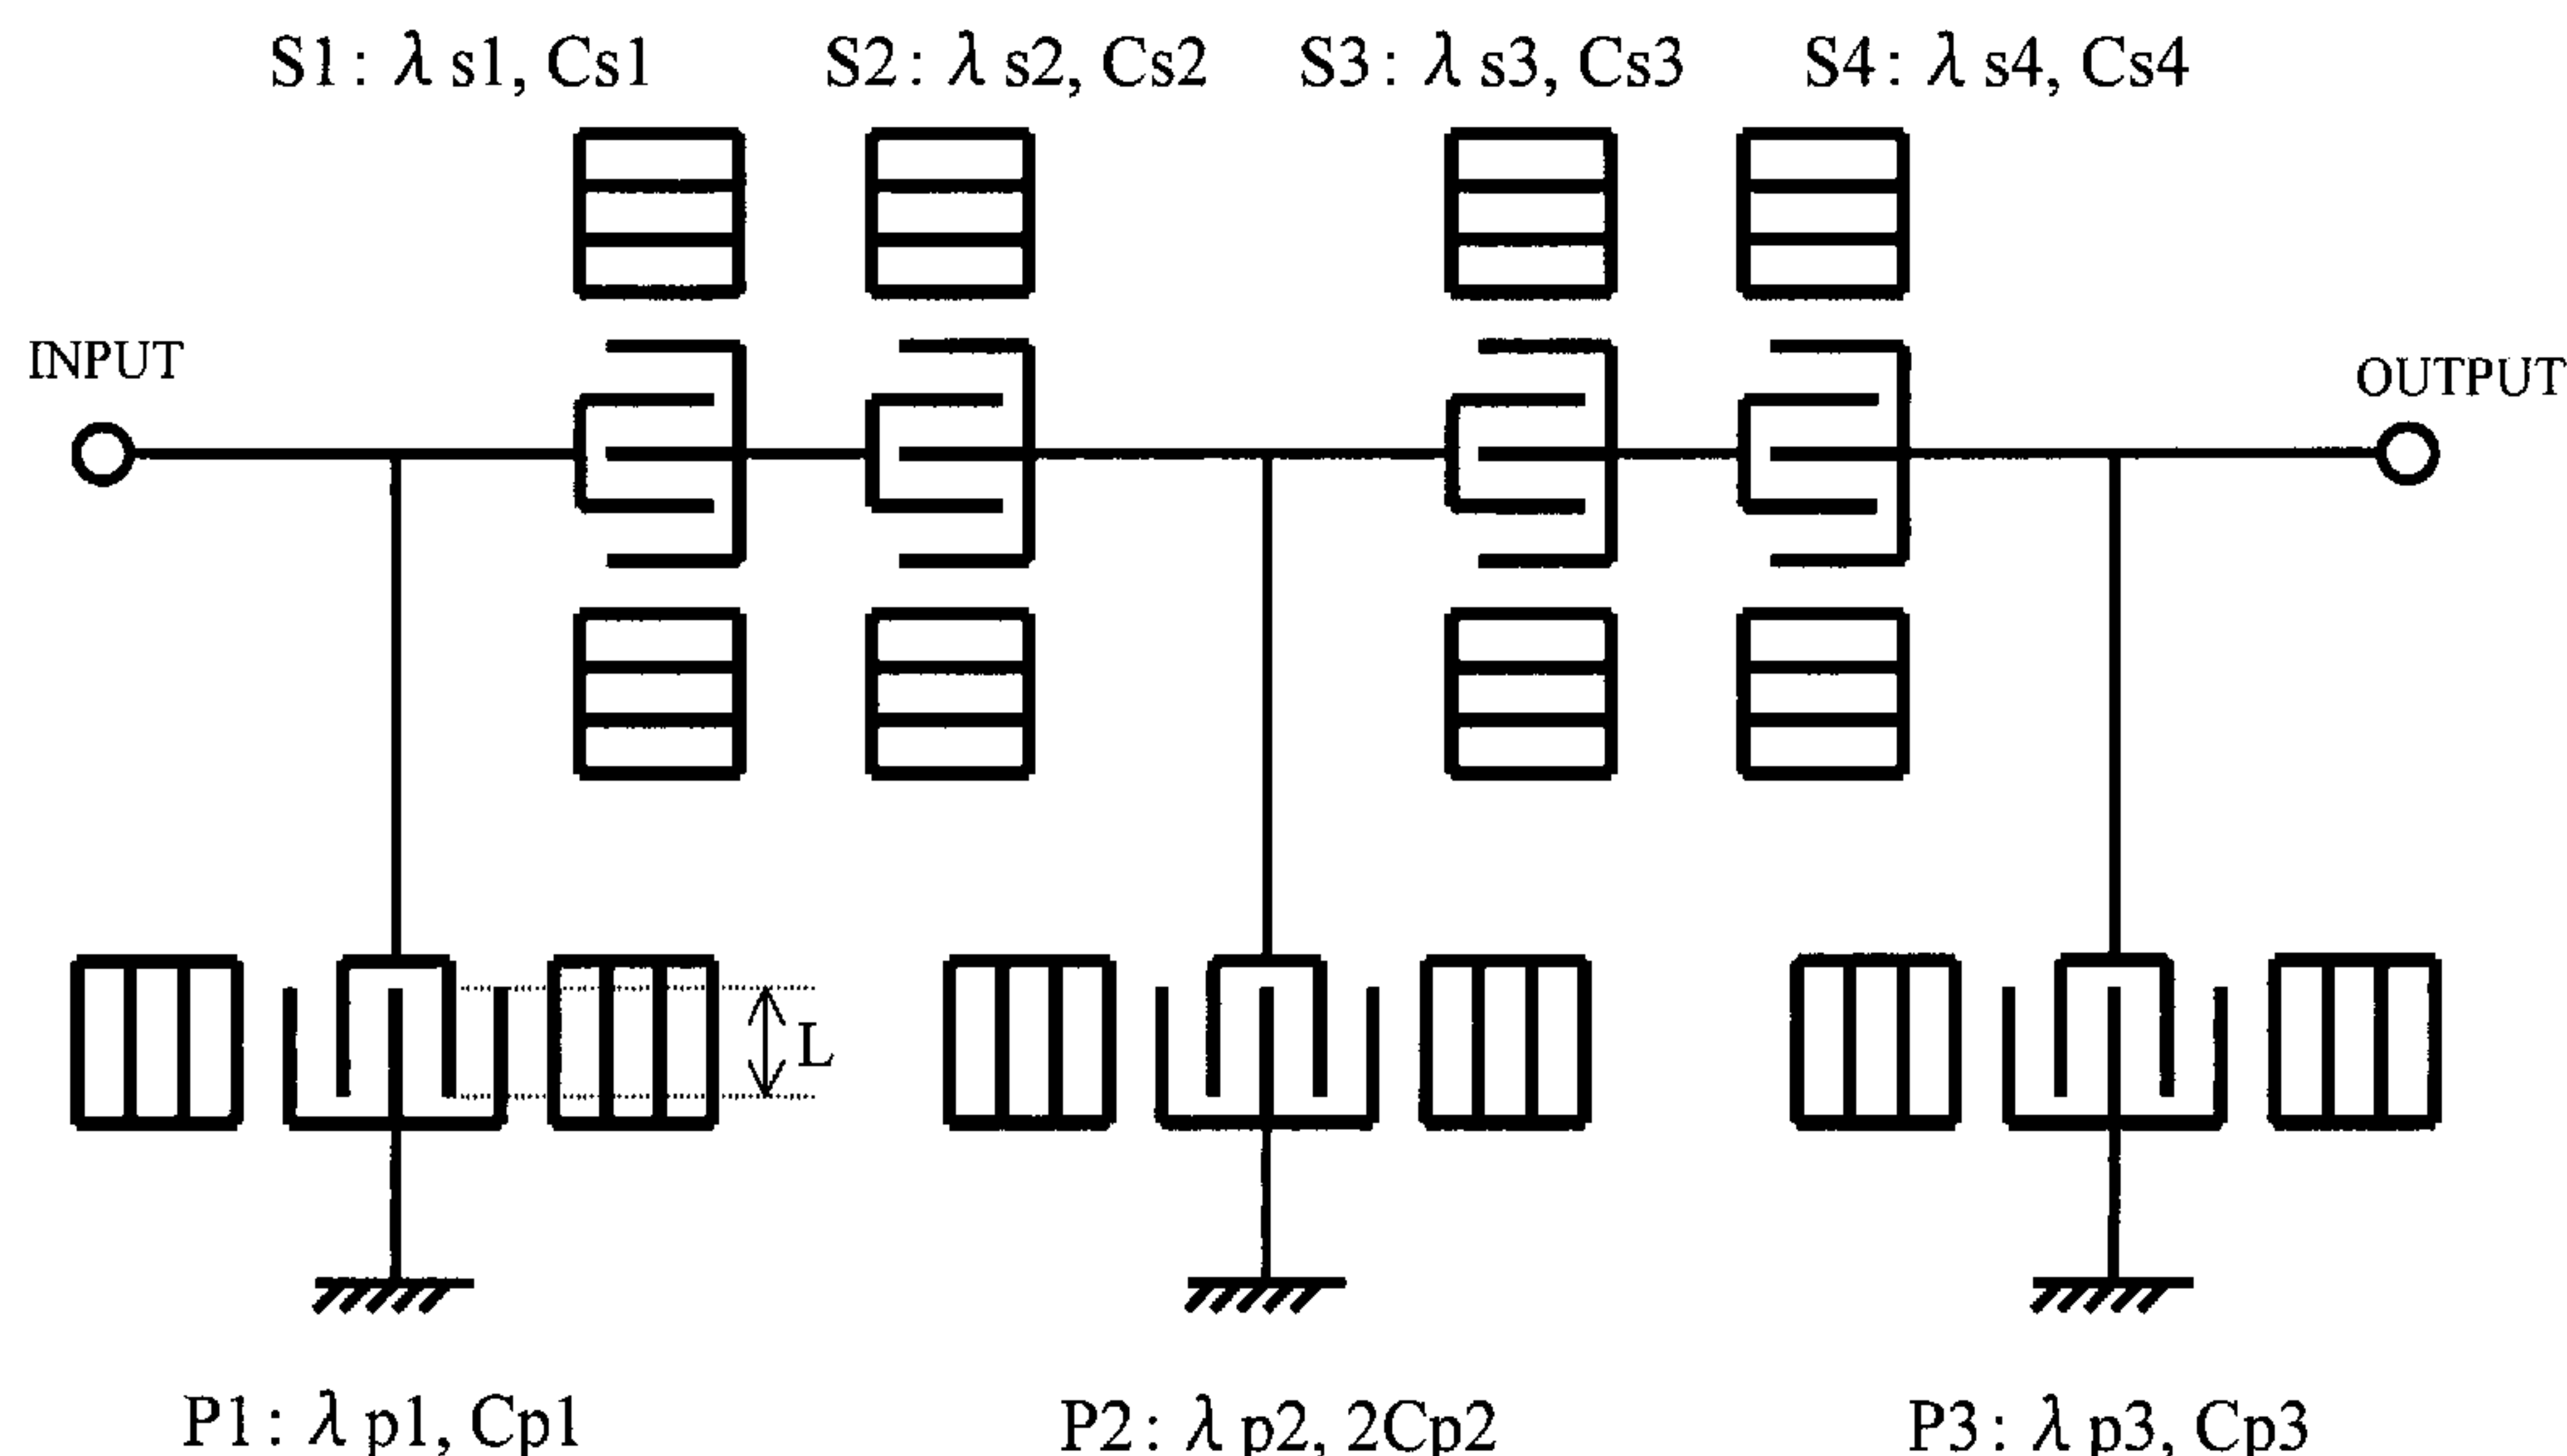 S1: λ s1, Cs1
S2: λ s2, Cs2
S3: λ s3, Cs3
S4: λ s4, Cs4
INPUT
OUTPUT
L
P1: λ p1, Cp1
P2: λ p2, 2Cp2
P3: λ p3, Cp3